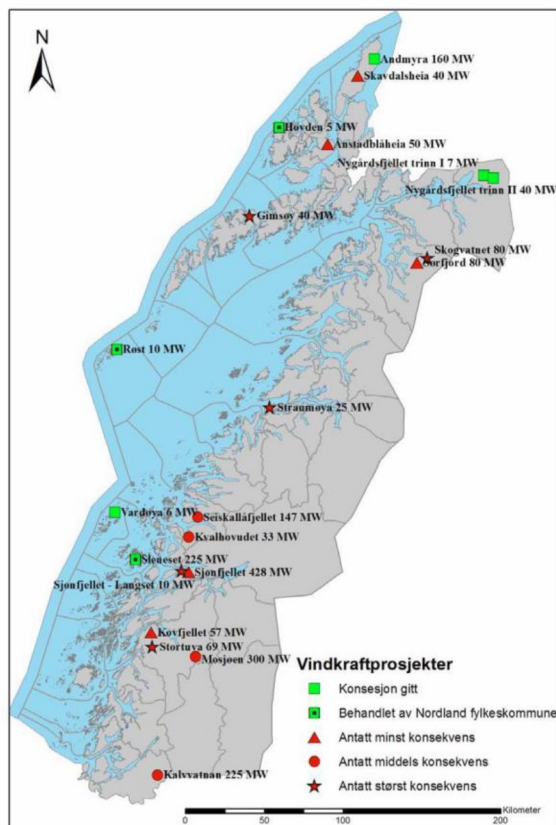 N
Andmyra 160 MW
Skavdalsheia 40 MW
Hovden 5 MW
Anstadblåheia 50 MW
Nygårdsfjellet trinn I 7 MW
Nygårdsfjellet trinn II 40 MW
Gimsøy 40 MW
Skogvatnet 80 MW
Sørfjord 80 MW
Røst 10 MW
Straumøya 25 MW
Vardøya 6 MW
Seiskallåfjellet 147 MW
Kvalhovudet 33 MW
Sleneset 225 MW
Sjonfjellet 428 MW
Sjonfjellet - Langset 10 MW
Kovfjellet 57 MW
Stortuva 69 MW
Mosjøen 300 MW
Kalvvatnan 225 MW
Vindkraftprosjekter
Konsesjon gitt
Behandlet av Nordland fylkeskommune
Antatt minst konsekvens
Antatt middels konsekvens
Antatt størst konsekvens
Kilometer
0 50 100 200